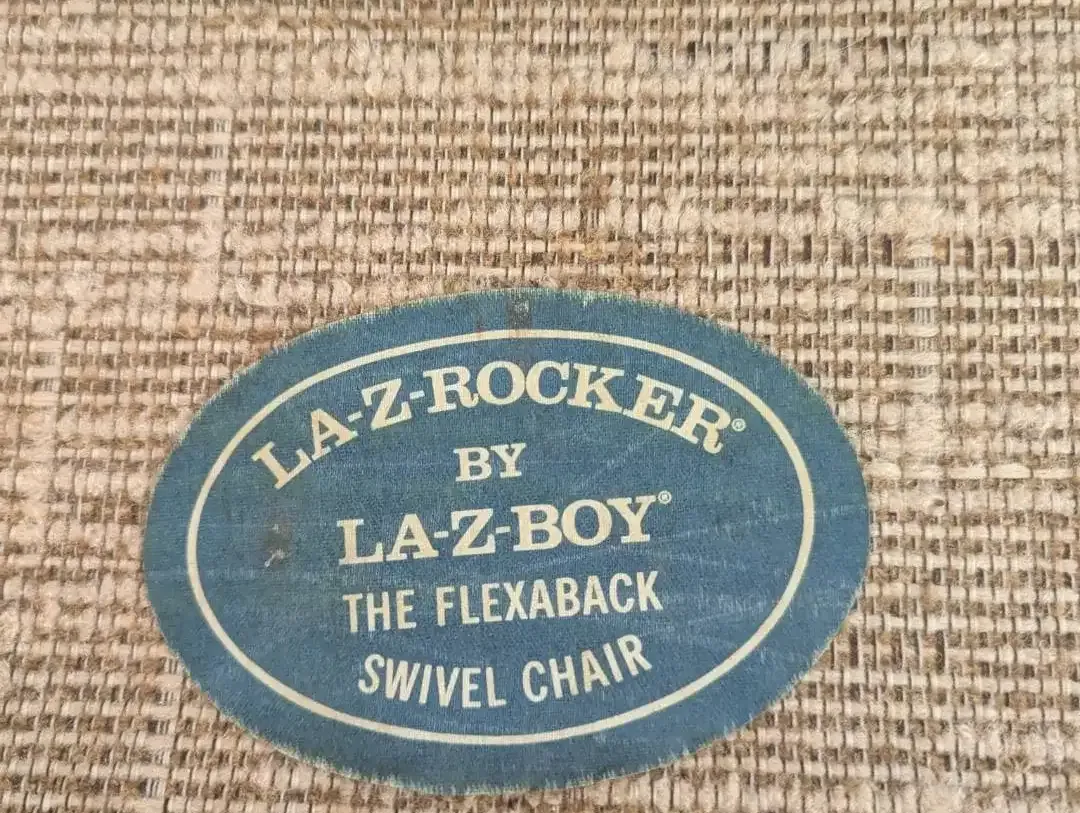 LA-Z-ROCKER®
BY
LA-Z-BOY®
THE FLEXABACK
SWIVEL CHAIR